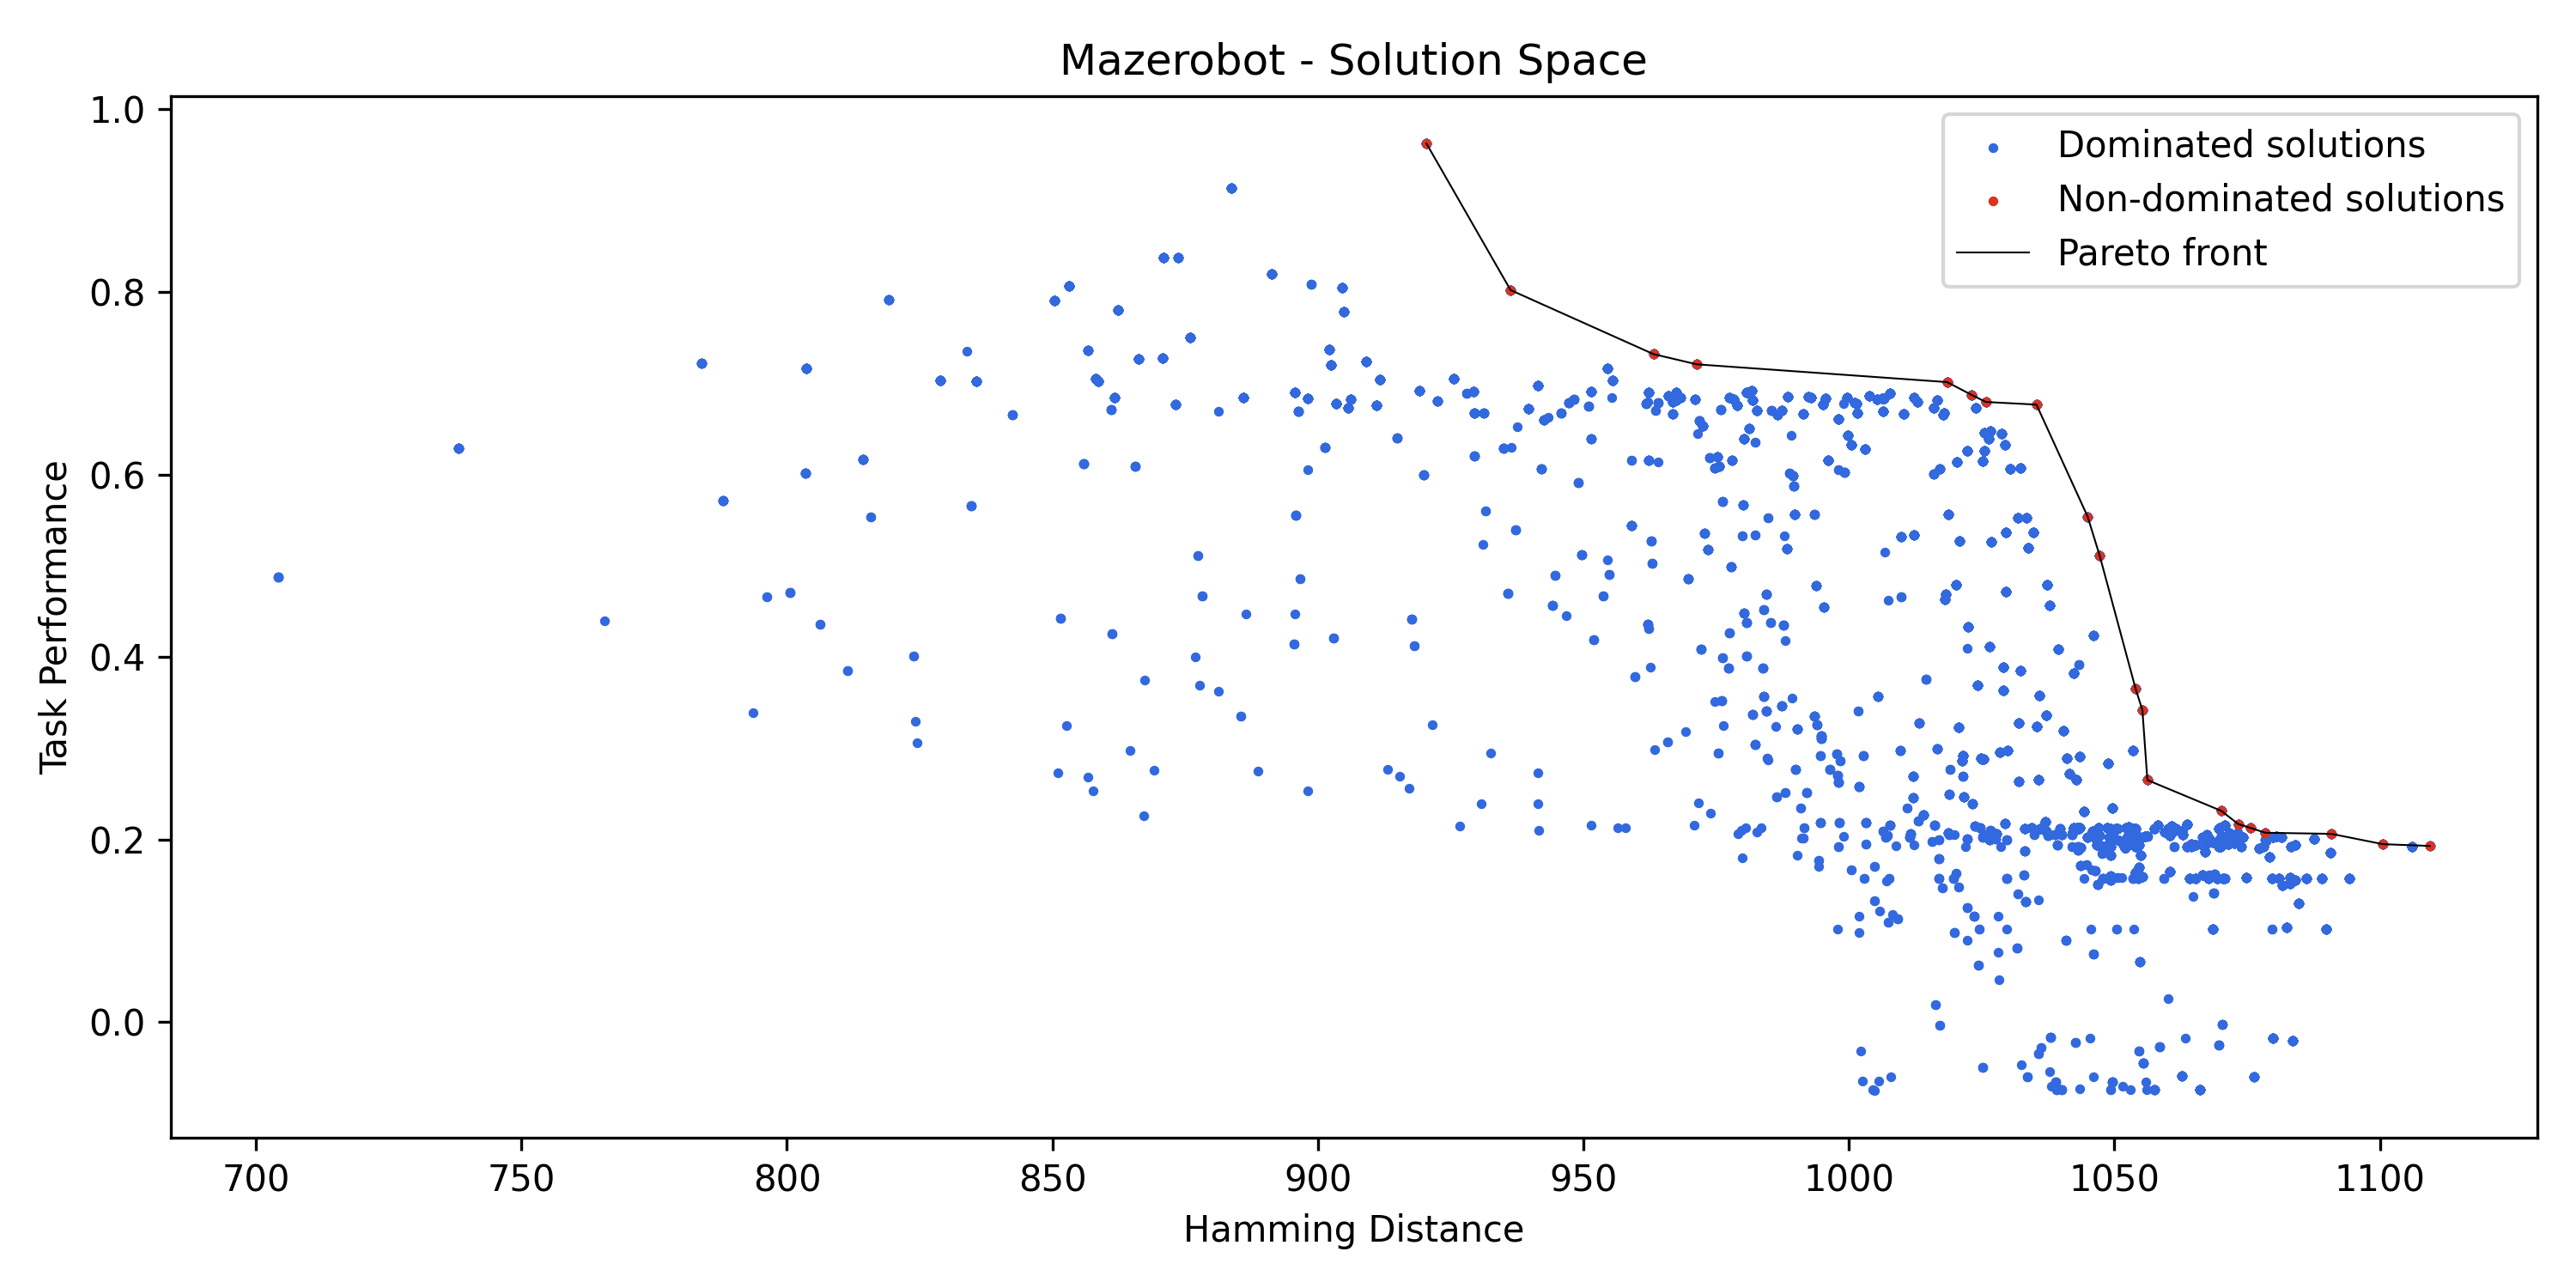 Mazerobot - Solution Space
1.0
0.8
0.6
0.4
0.2
0.0
Task Performance
Dominated solutions
Non-dominated solutions
Pareto front
700 750 800 850 900 950 1000 1050 1100
Hamming Distance